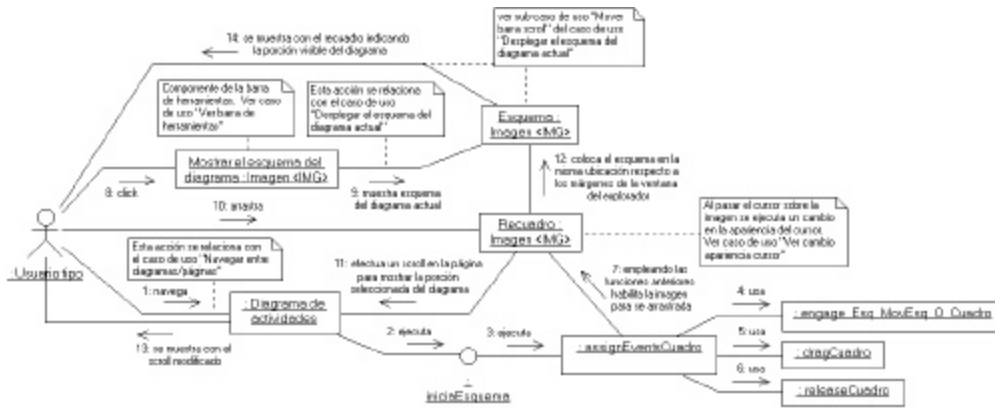 14: se muestra con el recuadro indicando
la porción visible del diagrama
ver sub-caso de uso "Mover
barra scroll" del caso de uso
"Desplegar el esquema del
diagrama actual"
Componente de la barra
de herramientas. Ver caso
de uso "Ver barra de
herramientas"
Esta acción se relaciona
con el caso de uso
"Desplegar el esquema del
diagrama actual"
Esquema :
Imagen <IMG>
Mostrar el esquema del
diagrama : Imagen <IMG>
8: click
9: muestra esquema
del diagrama actual
12: coloca el esquema en la
misma ubicación respecto a
los márgenes de la ventana
del explorador
10: arrastra
Recuadro :
Imagen <IMG>
Al pasar el cursor sobre la
imagen se ejecuta un cambio
en la apariencia del cursor.
Ver caso de uso "Ver cambio
apariencia cursor"
: Usuario tipo
Esta acción se relaciona con
el caso de uso "Navegar entre
diagramas/páginas"
11: efectua un scroll en la página
para mostrar la porción
seleccionada del diagrama
7: empleando las
funciones anteriores
habilita la imagen
para se arrastrada
1: navega
: Diagrama de
actividades
13: se muestra con el
scroll modificado
2: ejecuta
3: ejecuta
:
iniciaEsquema
: assignEventsCuadro
4: usa
: engage_Esq_MovEsq_O_Cuadro
5: usa
: dragCuadro
6: usa
: releaseCuadro